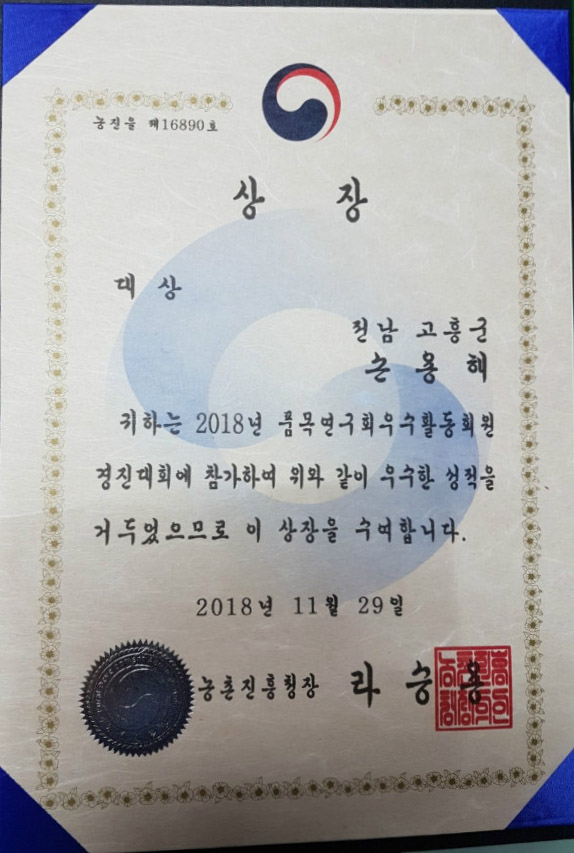 농진을 제16890호
상 장
대 상
전남 고흥군
손 용 해
귀하는 2018년 품목연구회우수활동회원
경진대회에 참가하여 위와 같이 우수한 성적을
거두었으므로 이 상장을 수여합니다.
2018년 11월 29일
농촌진흥청장 라 승 용